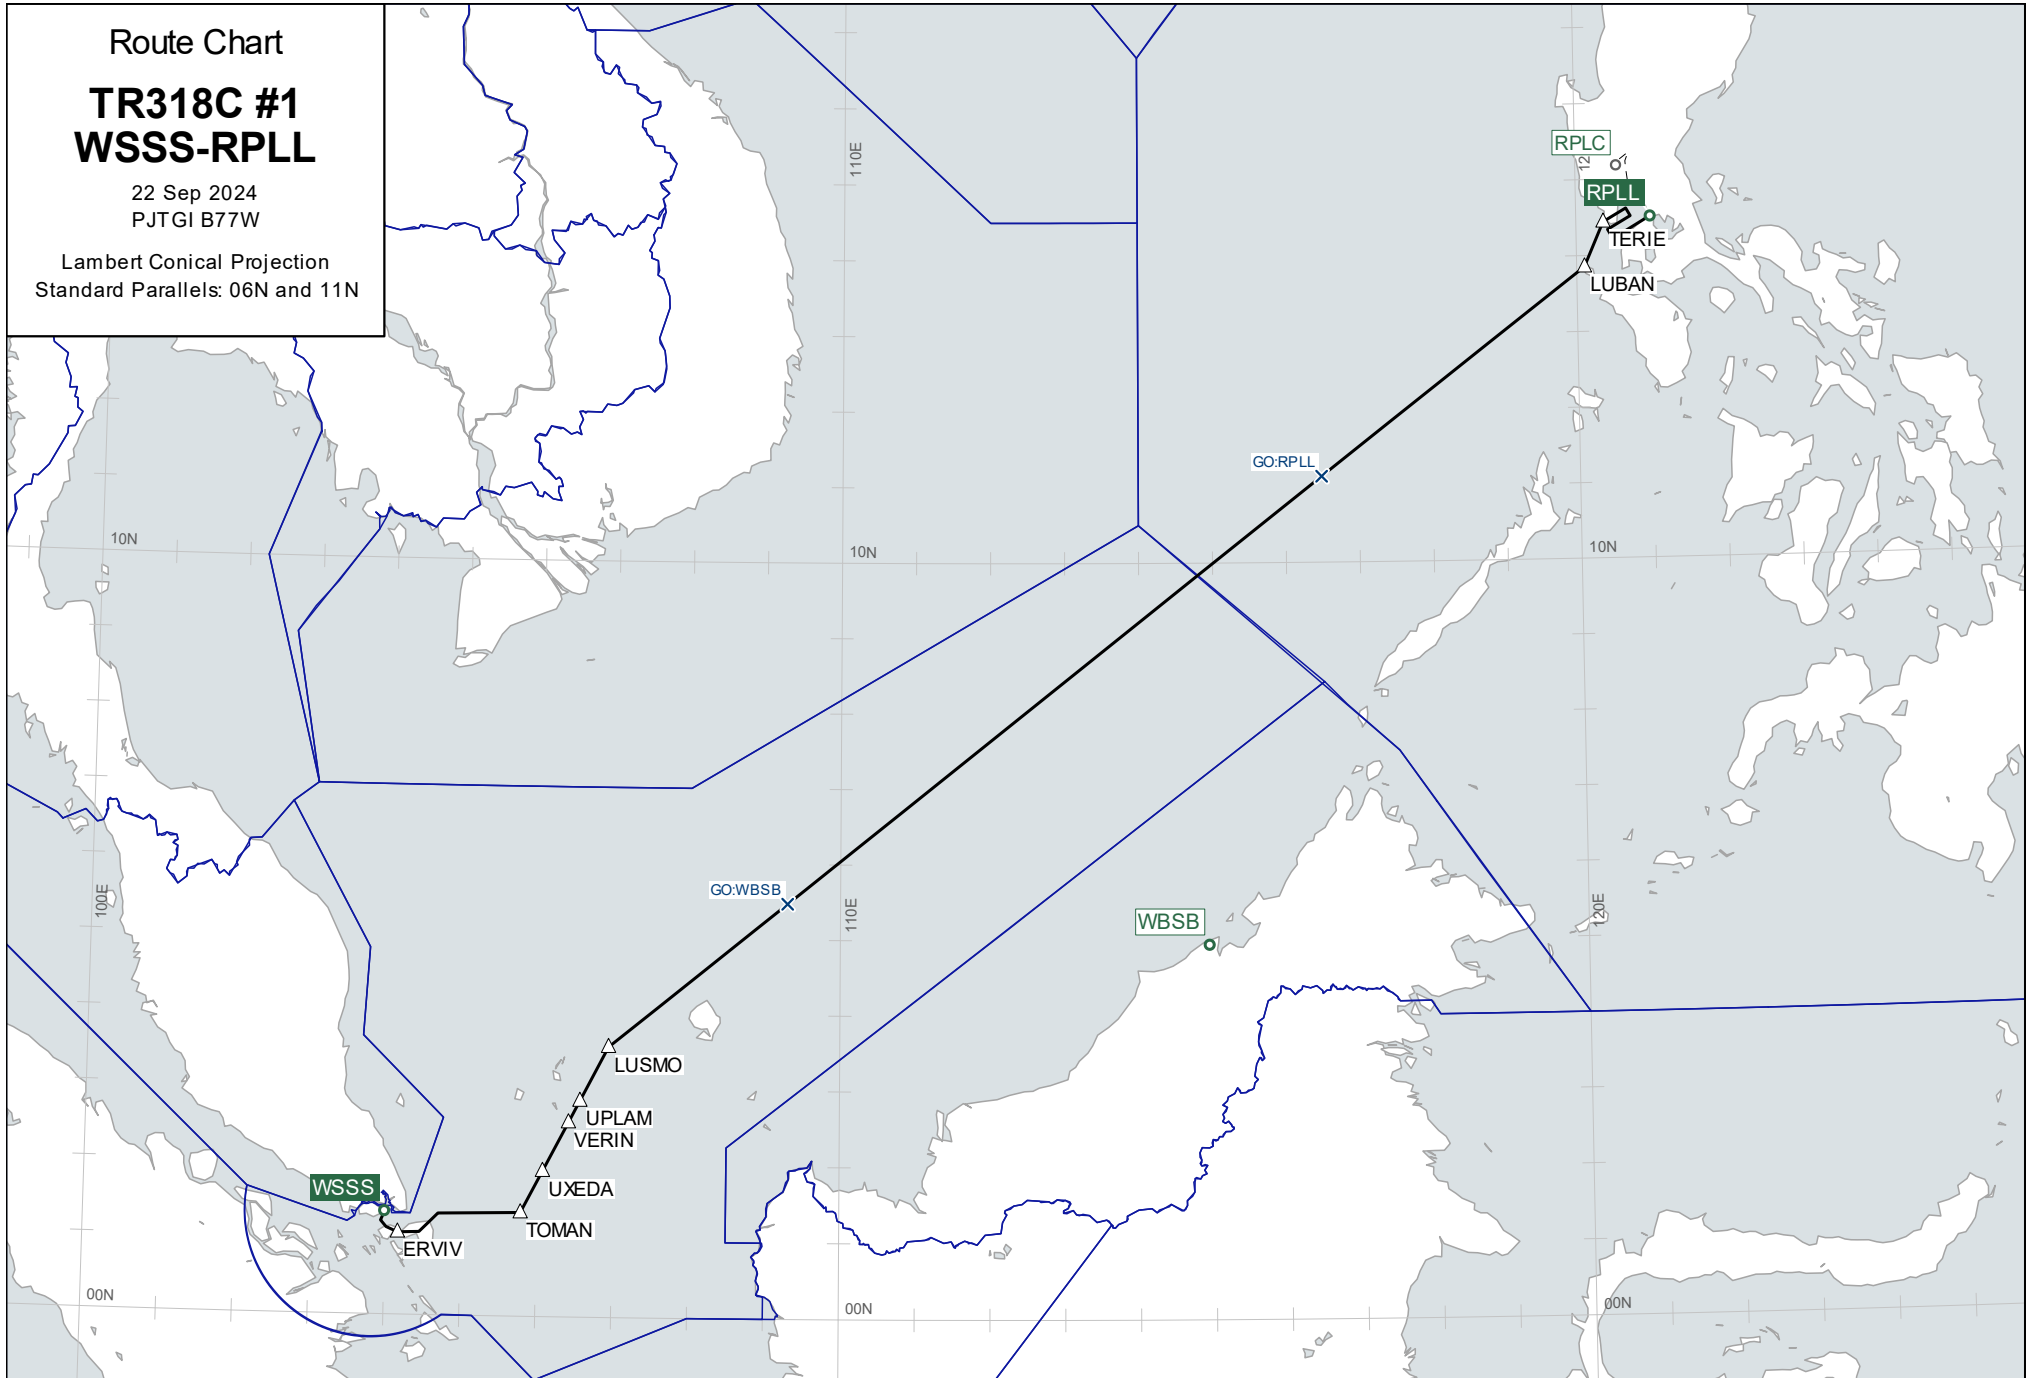 Route Chart
TR318C #1
WSSS-RPLL
22 Sep 2024
PJTGI B77W
Lambert Conical Projection
Standard Parallels: 06N and 11N
110E
RPLC
12
RPLL
TERIE
LUBAN
GO:RPLL
10N
10N
10N
100E
GO:WBSB
110E
WBSB
120E
LUSMO
UPLAM
VERIN
WSSS
UXEDA
TOMAN
ERVIV
00N
00N
00N